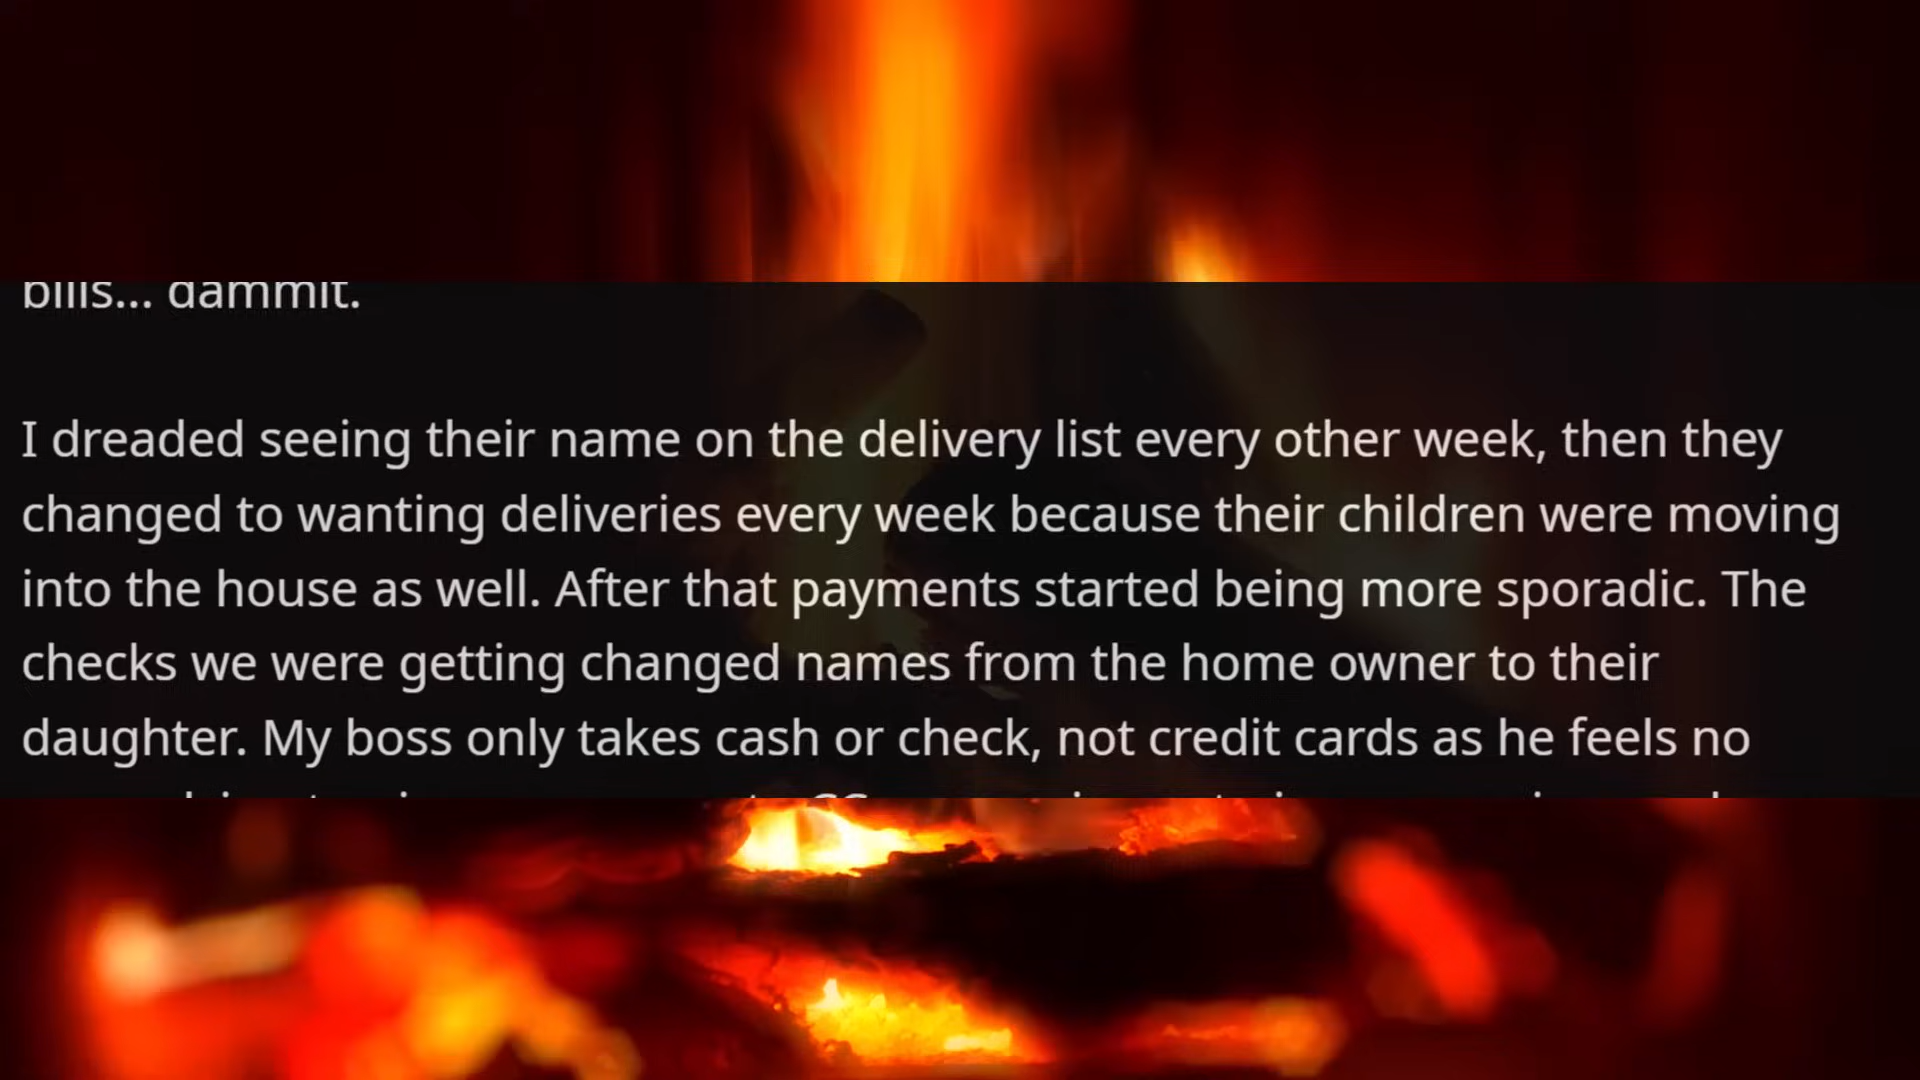 bills... dammit.
I dreaded seeing their name on the delivery list every other week, then they
changed to wanting deliveries every week because their children were moving
into the house as well. After that payments started being more sporadic. The
checks we were getting changed names from the home owner to their
daughter. My boss only takes cash or check, not credit cards as he feels no